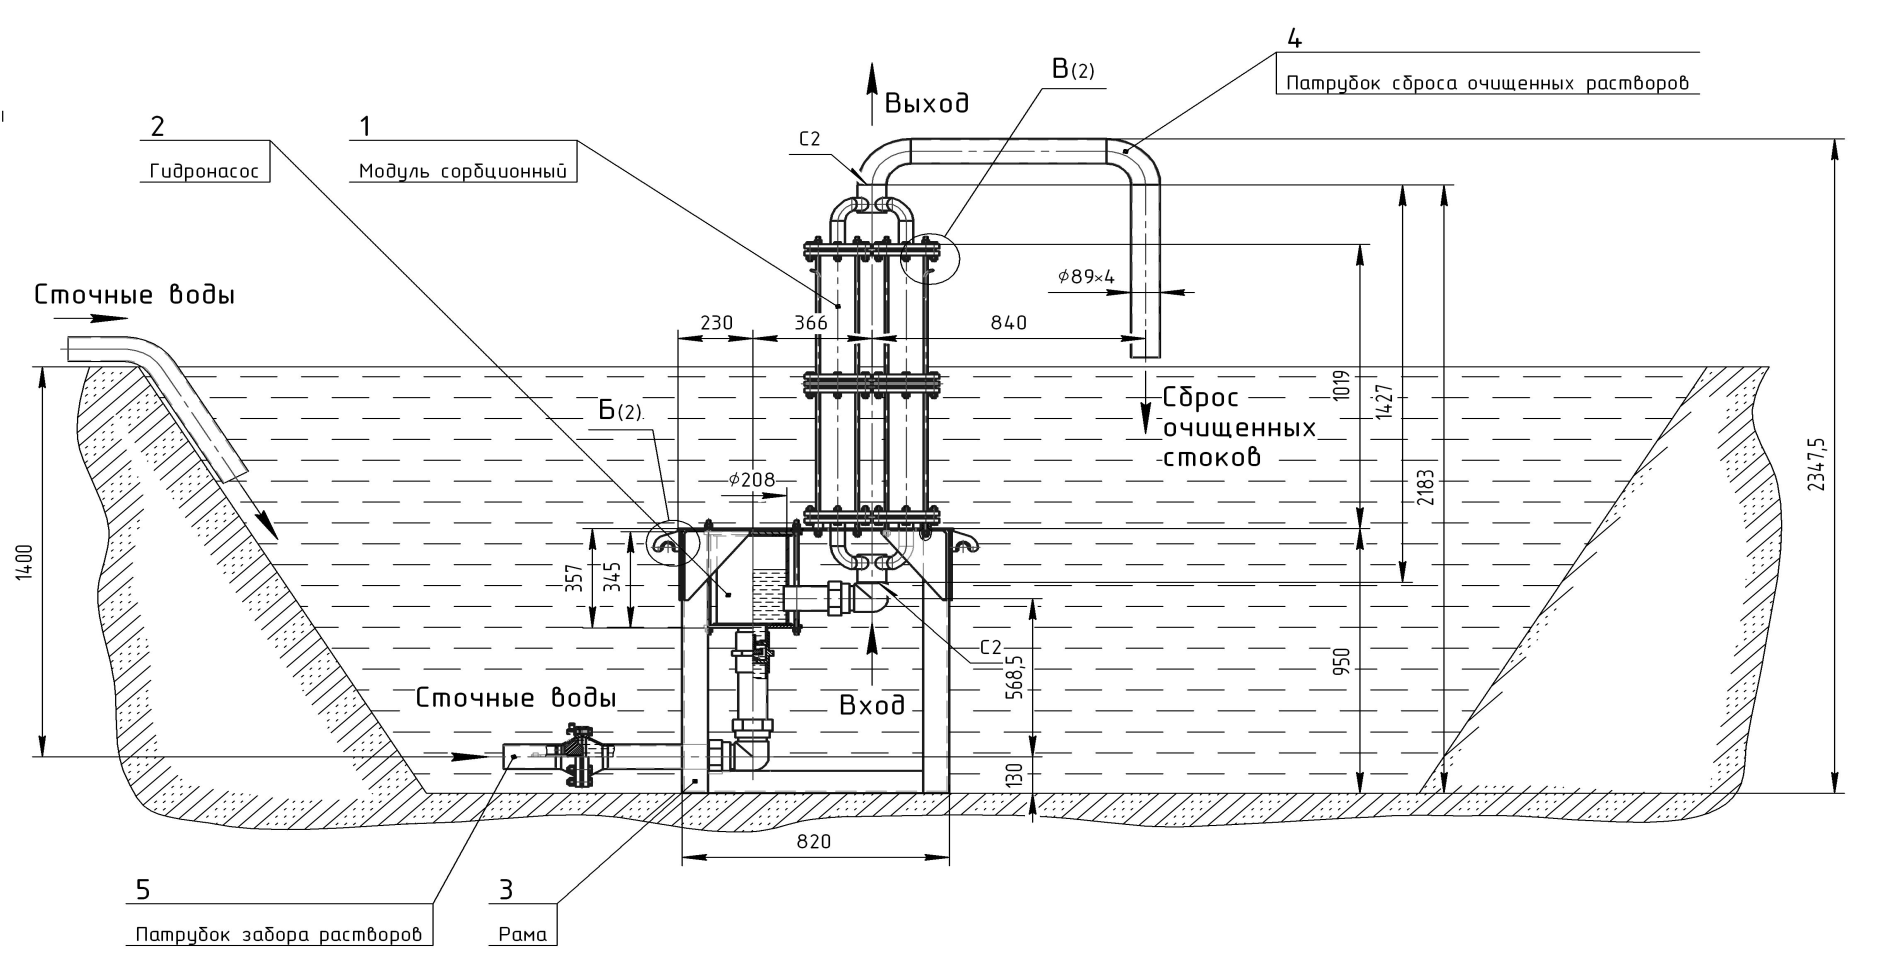 4
Патрубок сброса очищенных растворов
В(2)
Выход
С2
2
Гидронасос
1
Модуль сорбционный
Сточные воды
⌀89×4
230
366
840
1019
1427
2183
2347,5
Сброс
очищенных
стоков
Б(2)
⌀208
1400
357
345
С2
568,5
950
Сточные воды
Вход
130
820
5
Патрубок забора растворов
3
Рама